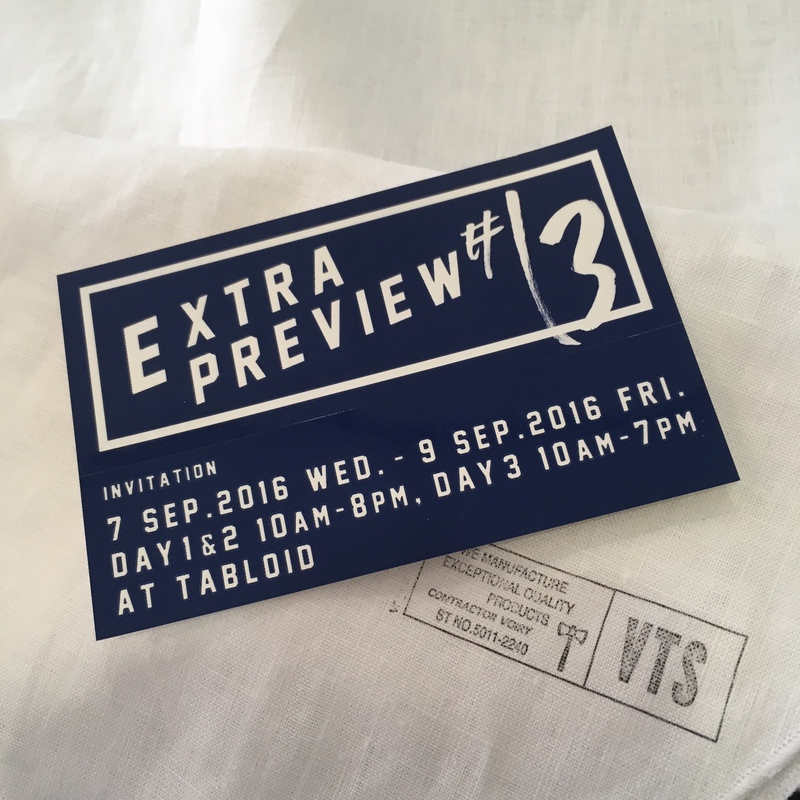 EXTRA
PREVIEW #13
INVITATION
7 SEP.2016 WED. - 9 SEP.2016 FRI.
DAY1&2 10AM-8PM, DAY3 10AM-7PM
AT TABLOID
WE MANUFACTURE
EXCEPTIONAL QUALITY
PRODUCTS
CONTRACTOR VOIRY
ST NO.5011-2240
VTS